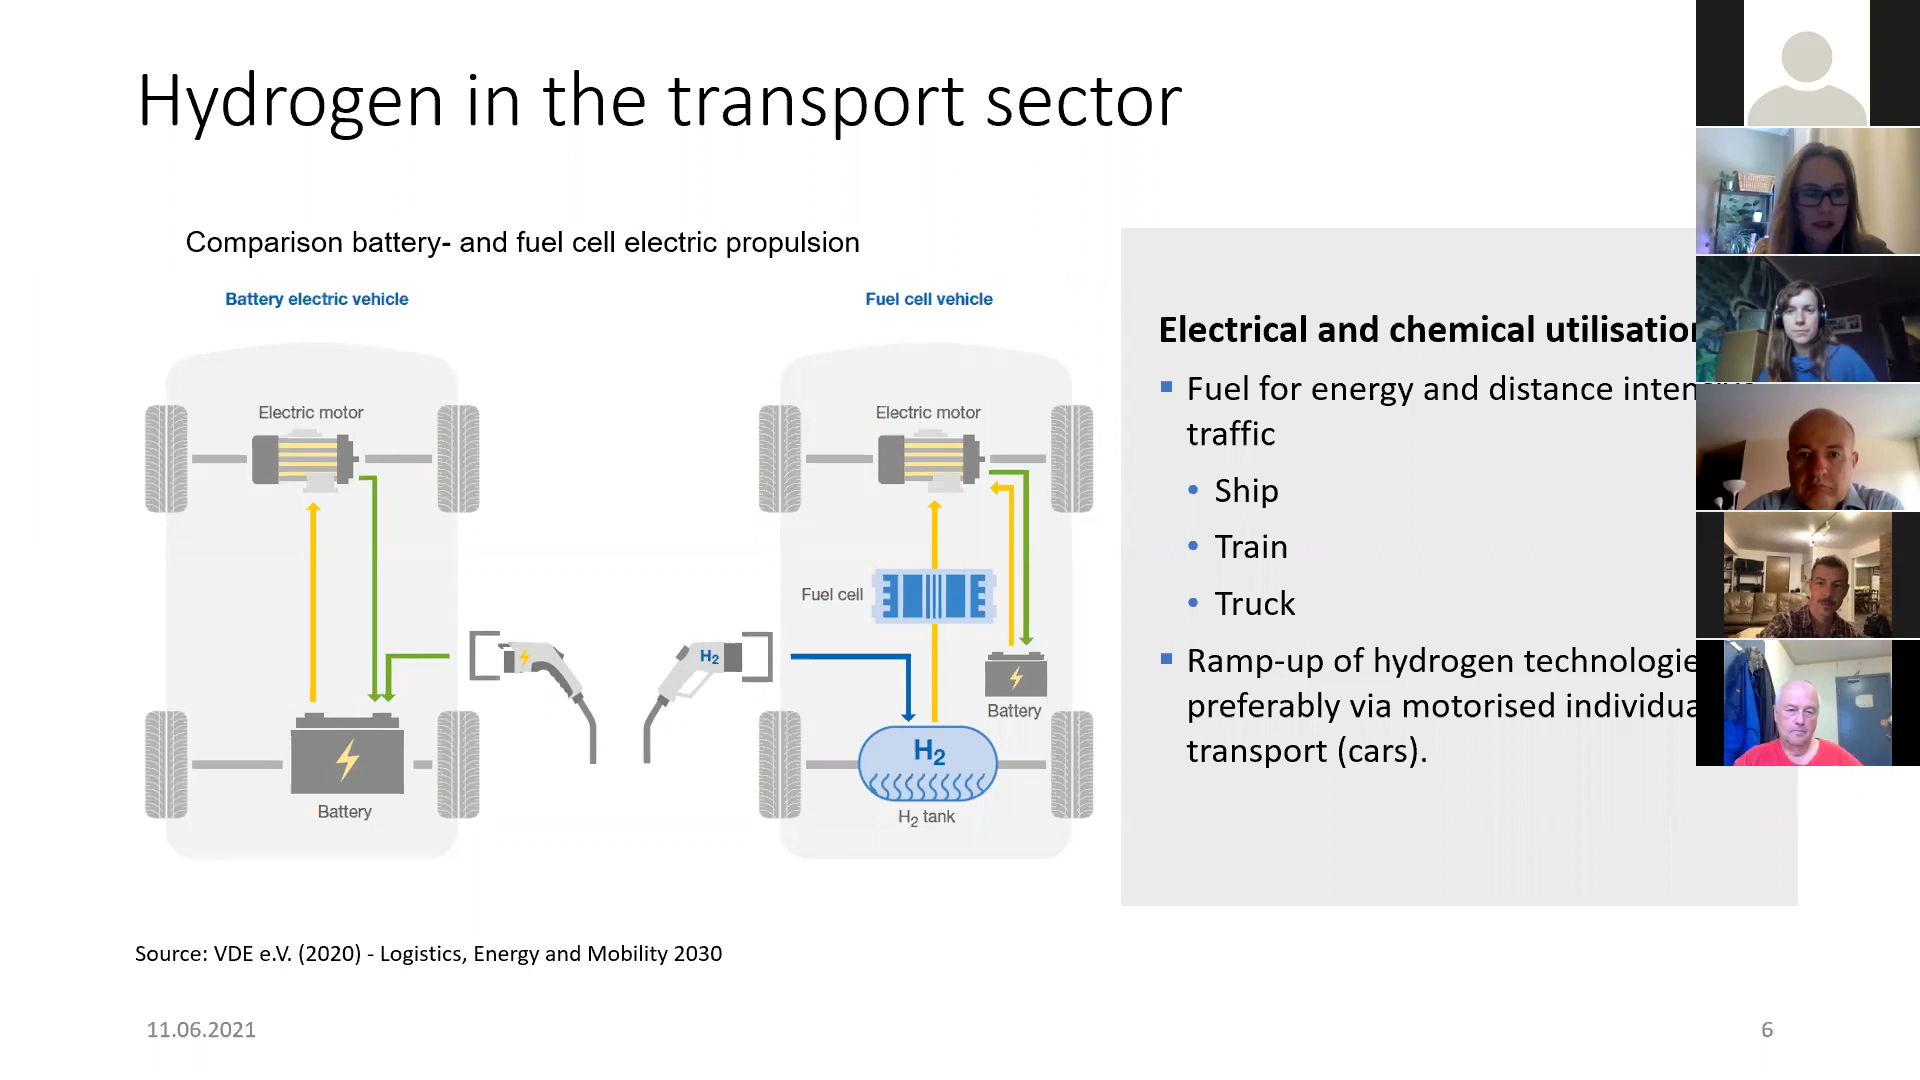 Hydrogen in the transport sector
Comparison battery- and fuel cell electric propulsion
Battery electric vehicle
Electric motor
Battery
Fuel cell vehicle
Electric motor
Fuel cell
H2
Battery
H2
H2 tank
Electrical and chemical utilisation
Fuel for energy and distance intensive
traffic
Ship
Train
Truck
Ramp-up of hydrogen technologie
preferably via motorised individua
transport (cars).
Source: VDE e.V. (2020) - Logistics, Energy and Mobility 2030
11.06.2021
6